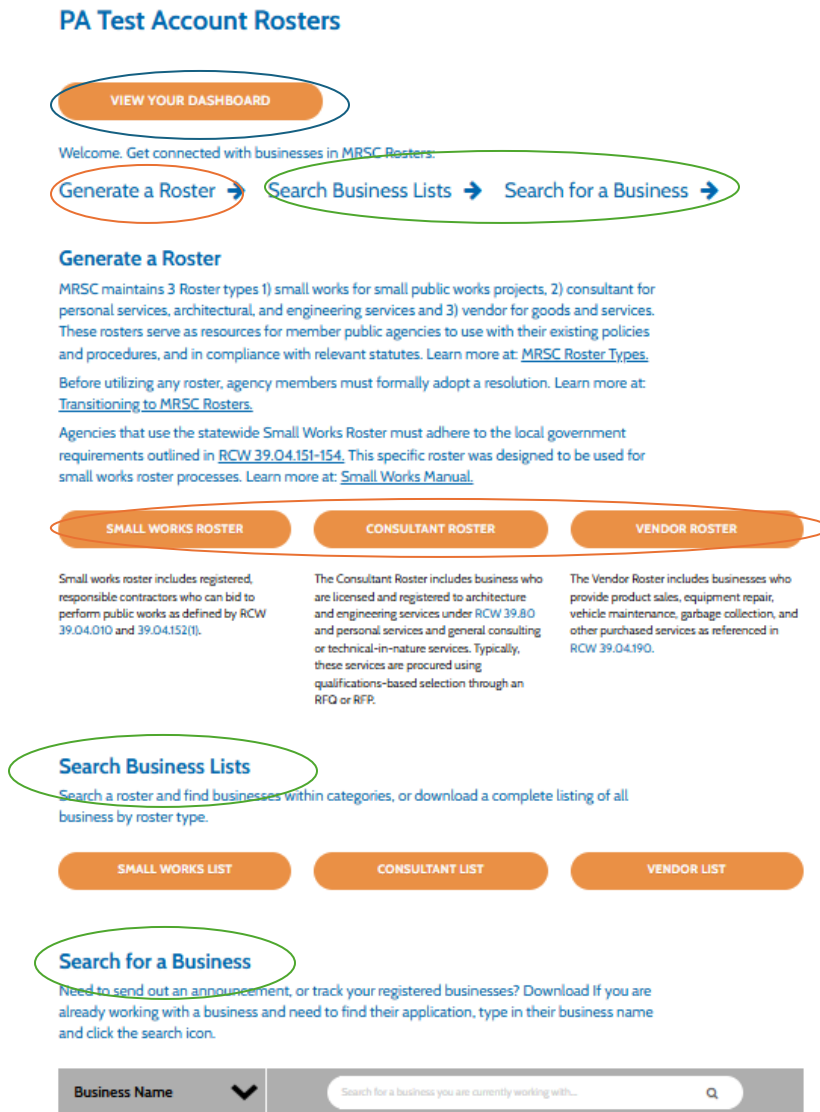 PA Test Account Rosters
VIEW YOUR DASHBOARD
Welcome. Get connected with businesses in MRSC Rosters:
Generate a Roster → Search Business Lists → Search for a Business →
Generate a Roster
MRSC maintains 3 Roster types 1) small works for small public works projects, 2) consultant for
personal services, architectural, and engineering services and 3) vendor for goods and services.
These rosters serve as resources for member public agencies to use with their existing policies
and procedures, and in compliance with relevant statutes. Learn more at: MRSC Roster Types.
Before utilizing any roster, agency members must formally adopt a resolution. Learn more at:
Transitioning to MRSC Rosters.
Agencies that use the statewide Small Works Roster must adhere to the local government
requirements outlined in RCW 39.04.151-154. This specific roster was designed to be used for
small works roster processes. Learn more at: Small Works Manual.
SMALL WORKS ROSTER
Small works roster includes registered,
responsible contractors who can bid to
perform public works as defined by RCW
39.04.010 and 39.04.152(1).
CONSULTANT ROSTER
The Consultant Roster includes business who
are licensed and registered to architecture
and engineering services under RCW 39.80
and personal services and general consulting
or technical-in-nature services. Typically,
these services are procured using
qualifications-based selection through an
RFQ or RFP.
VENDOR ROSTER
The Vendor Roster includes businesses who
provide product sales, equipment repair,
vehicle maintenance, garbage collection, and
other purchased services as referenced in
RCW 39.04.190.
Search Business Lists
Search a roster and find businesses within categories, or download a complete listing of all
business by roster type.
SMALL WORKS LIST
CONSULTANT LIST
VENDOR LIST
Search for a Business
Need to send out an announcement, or track your registered businesses? Download If you are
already working with a business and need to find their application, type in their business name
and click the search icon.
Business Name
Search for a business you are currently working with...